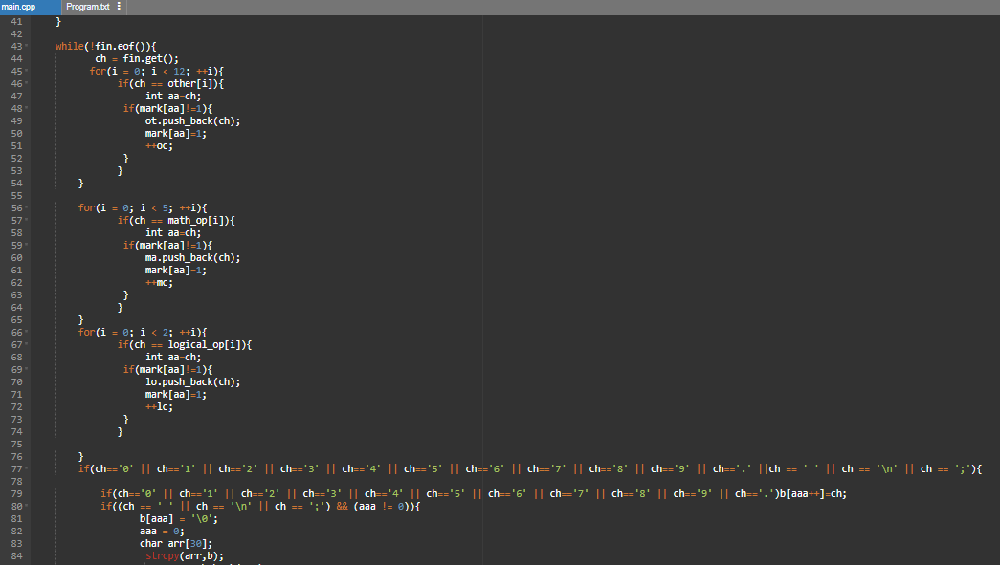 main.cpp Program.txt
41 }
42
43 while(!fin.eof()){
44 ch = fin.get();
45 for(i = 0; i < 12; ++i){
46 if(ch == other[i]){
47 int aa=ch;
48 if(mark[aa]!=1){
49 ot.push_back(ch);
50 mark[aa]=1;
51 ++oc;
52 }
53 }
54 }
55
56 for(i = 0; i < 5; ++i){
57 if(ch == math_op[i]){
58 int aa=ch;
59 if(mark[aa]!=1){
60 ma.push_back(ch);
61 mark[aa]=1;
62 ++mc;
63 }
64 }
65 }
66 for(i = 0; i < 2; ++i){
67 if(ch == logical_op[i]){
68 int aa=ch;
69 if(mark[aa]!=1){
70 lo.push_back(ch);
71 mark[aa]=1;
72 ++lc;
73 }
74 }
75
76 }
77 if(ch=='0' || ch=='1' || ch=='2' || ch=='3' || ch=='4' || ch=='5' || ch=='6' || ch=='7' || ch=='8' || ch=='9' || ch=='.' ||ch == ' ' || ch == '\n' || ch == ';'){
78
79 if(ch=='0' || ch=='1' || ch=='2' || ch=='3' || ch=='4' || ch=='5' || ch=='6' || ch=='7' || ch=='8' || ch=='9' || ch=='.')b[aaa++]=ch;
80 if((ch == ' ' || ch == '\n' || ch == ';') && (aaa != 0)){
81 b[aaa] = '\0';
82 aaa = 0;
83 char arr[30];
84 strcpy(arr,b);